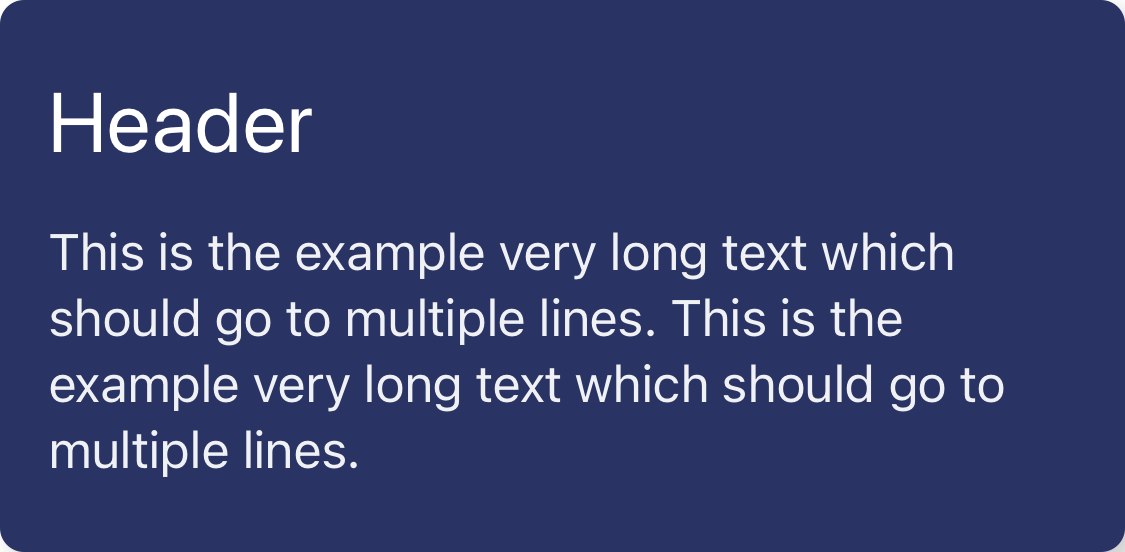 Header
This is the example very long text which
should go to multiple lines. This is the
example very long text which should go to
multiple lines.